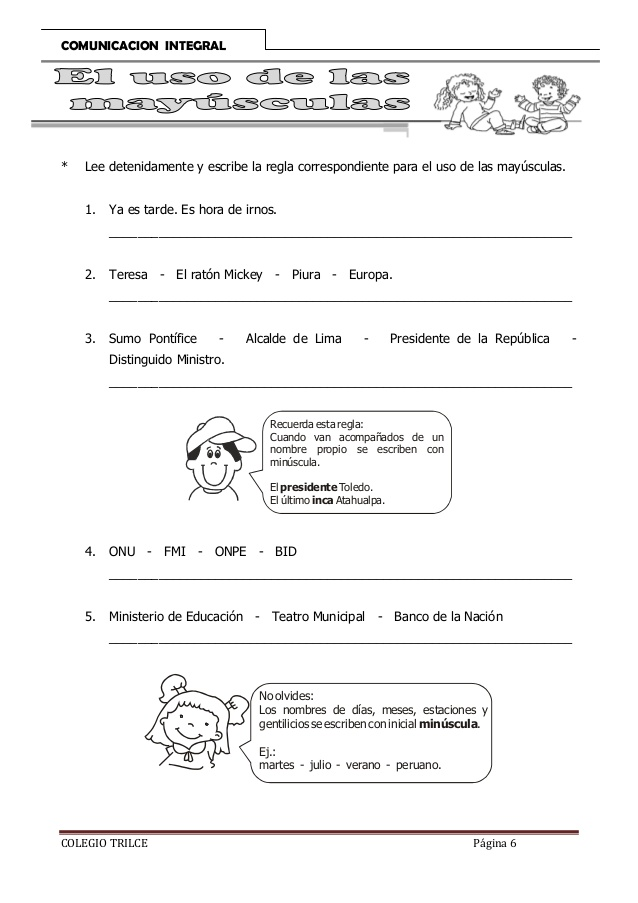 COMUNICACION INTEGRAL
El uso de las
mayúsculas
* Lee detenidamente y escribe la regla correspondiente para el uso de las mayúsculas.
1. Ya es tarde. Es hora de irnos.
2. Teresa - El ratón Mickey - Piura - Europa.
3. Sumo Pontífice - Alcalde de Lima - Presidente de la República -
Distinguido Ministro.
Recuerda esta regla:
Cuando van acompañados de un
nombre propio se escriben con
minúscula.
El presidente Toledo.
El último inca Atahualpa.
4. ONU - FMI - ONPE - BID
5. Ministerio de Educación - Teatro Municipal - Banco de la Nación
No olvides:
Los nombres de días, meses, estaciones y
gentilicios se escriben con inicial minúscula.
Ej.:
martes - julio - verano - peruano.
COLEGIO TRILCE Página 6